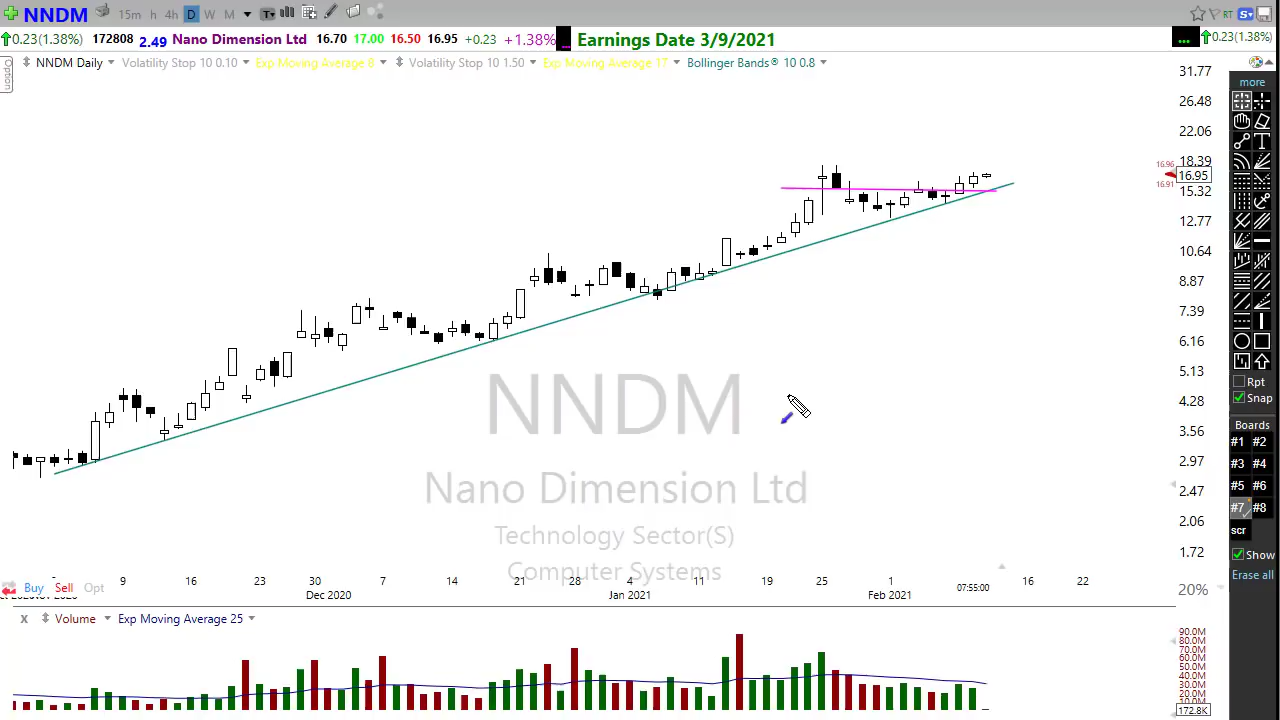 NNDM 15m h 4h D W M T RT S
0.23(1.38%) 172808 2.49 Nano Dimension Ltd 16.70 17.00 16.50 16.95 +0.23 +1.38% ... Earnings Date 3/9/2021 ... 0.23(1.38%)
Option
NNDM Daily Volatility Stop 10 0.10 Exp Moving Average 8 Volatility Stop 10 1.50 Exp Moving Average 17 Bollinger Bands® 10 0.8
31.77
26.48
22.06
18.39
16.96
16.95
16.91
15.32
12.77
10.64
8.87
7.39
6.16
5.13
4.28
3.56
2.97
2.47
2.06
1.72
more
T
Rpt
Snap
Boards
#1 #2
#3 #4
#5 #6
#7 #8
scr
Show
Erase all
NNDM
Nano Dimension Ltd
Technology Sector(S)
Computer Systems
9 16 23 30 7 14 21 28 4 11 19 25 1 07:55:00 16 22
Buy Sell Opt
Dec 2020 Jan 2021 Feb 2021
20%
X Volume Exp Moving Average 25
90.0M
80.0M
70.0M
60.0M
50.0M
40.0M
30.0M
20.0M
10.0M
172.8K